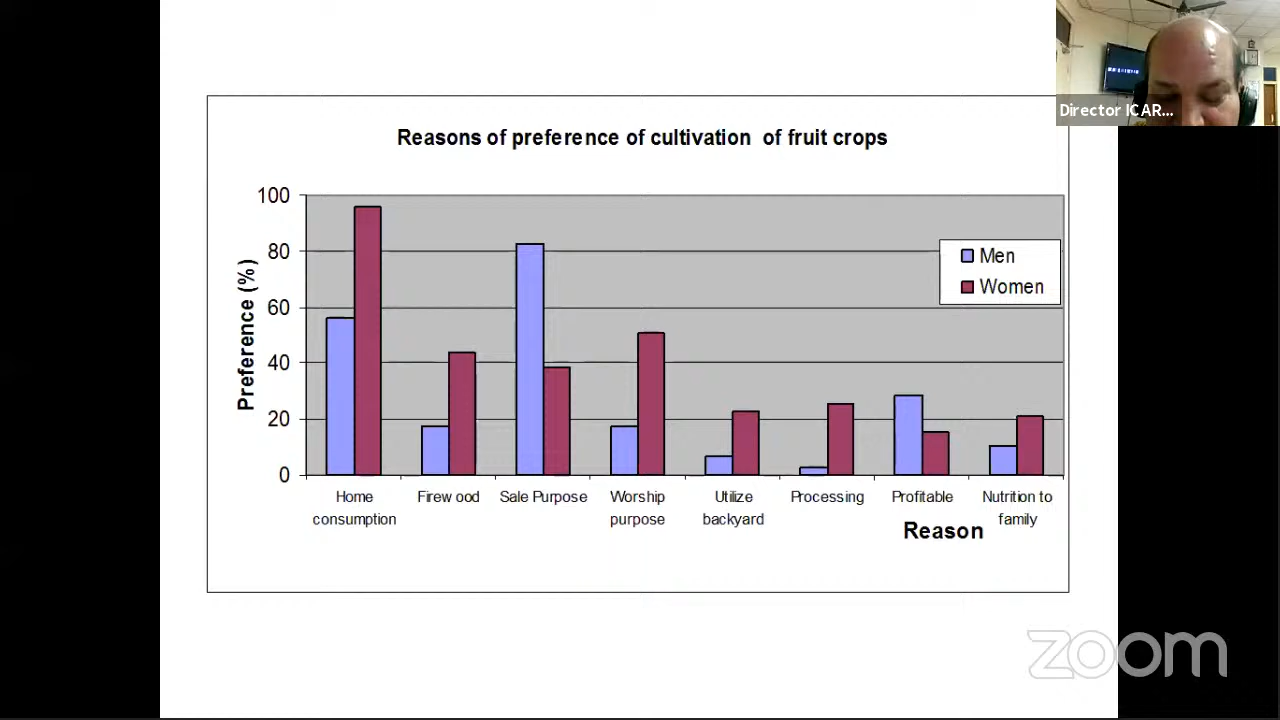 Director ICAR...
Reasons of preference of cultivation of fruit crops
Preference (%)
100
80
60
40
20
0
Men
Women
Home consumption
Firew ood
Sale Purpose
Worship purpose
Utilize backyard
Processing
Profitable
Nutrition to family
Reason
zoom